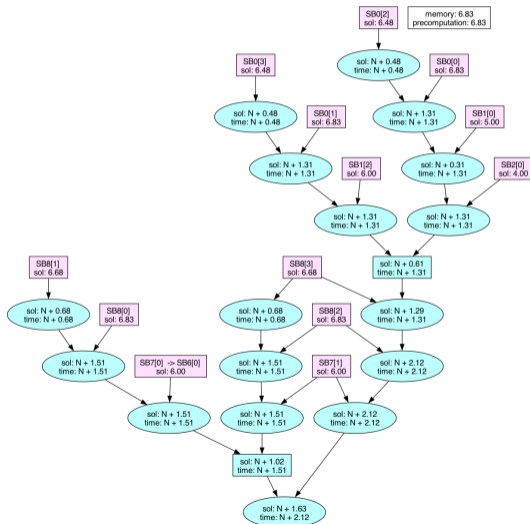 SB0[2]
sol: 6.48
memory: 6.83
precomputation: 6.83
SB0[3]
sol: 6.48
sol: N + 0.48
time: N + 0.48
SB0[0]
sol: 6.83
sol: N + 0.48
time: N + 0.48
SB0[1]
sol: 6.83
sol: N + 1.31
time: N + 1.31
SB1[0]
sol: 5.00
sol: N + 1.31
time: N + 1.31
SB1[2]
sol: 6.00
sol: N + 0.31
time: N + 1.31
SB2[0]
sol: 4.00
sol: N + 1.31
time: N + 1.31
sol: N + 1.31
time: N + 1.31
SB8[1]
sol: 6.68
SB8[3]
sol: 6.68
sol: N + 0.61
time: N + 1.31
sol: N + 0.68
time: N + 0.68
SB8[0]
sol: 6.83
sol: N + 0.68
time: N + 0.68
SB8[2]
sol: 6.83
sol: N + 1.29
time: N + 1.31
sol: N + 1.51
time: N + 1.51
SB7[0] -> SB6[0]
sol: 6.00
sol: N + 1.51
time: N + 1.51
SB7[1]
sol: 6.00
sol: N + 2.12
time: N + 2.12
sol: N + 1.51
time: N + 1.51
sol: N + 1.51
time: N + 1.51
sol: N + 2.12
time: N + 2.12
sol: N + 1.02
time: N + 1.51
sol: N + 1.63
time: N + 2.12